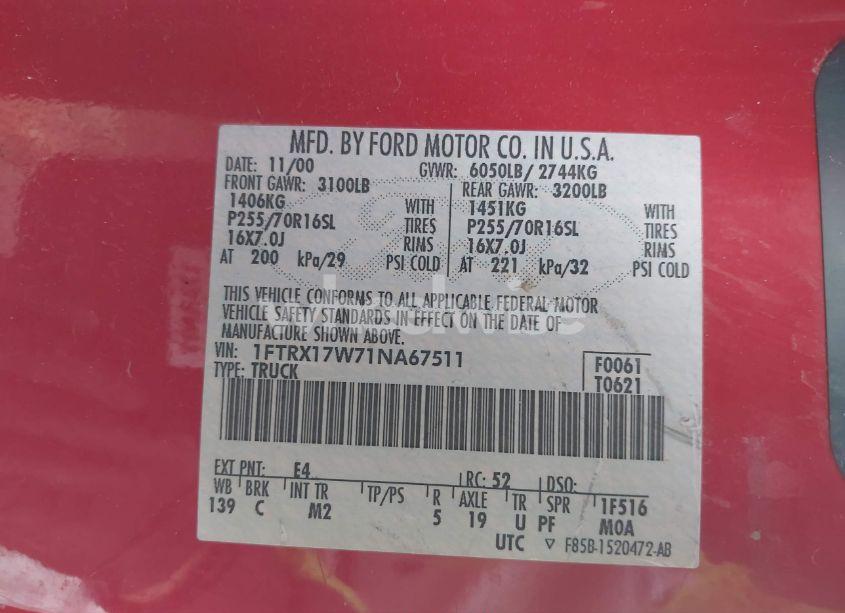 MFD. BY FORD MOTOR CO. IN U.S.A.
DATE: 11/00 GVWR: 6050LB/ 2744KG
FRONT GAWR: 3100LB REAR GAWR: 3200LB
1406KG WITH 1451KG WITH
P255/70R16SL TIRES P255/70R16SL TIRES
16X7.0J RIMS 16X7.0J RIMS
AT 200 kPa/29 PSI COLD AT 221 kPa/32 PSI COLD
THIS VEHICLE CONFORMS TO ALL APPLICABLE FEDERAL MOTOR
VEHICLE SAFETY STANDARDS IN EFFECT ON THE DATE OF
MANUFACTURE SHOWN ABOVE.
VIN: 1FTRX17W71NA67511 F0061
TYPE: TRUCK T0621
EXT PNT: E4 RC: 52 DSO:
WB BRK INT TR TP/PS R AXLE TR SPR 1F516
139 C M2 5 19 U PF M0A
UTC ▽ F85B-1520472-AB